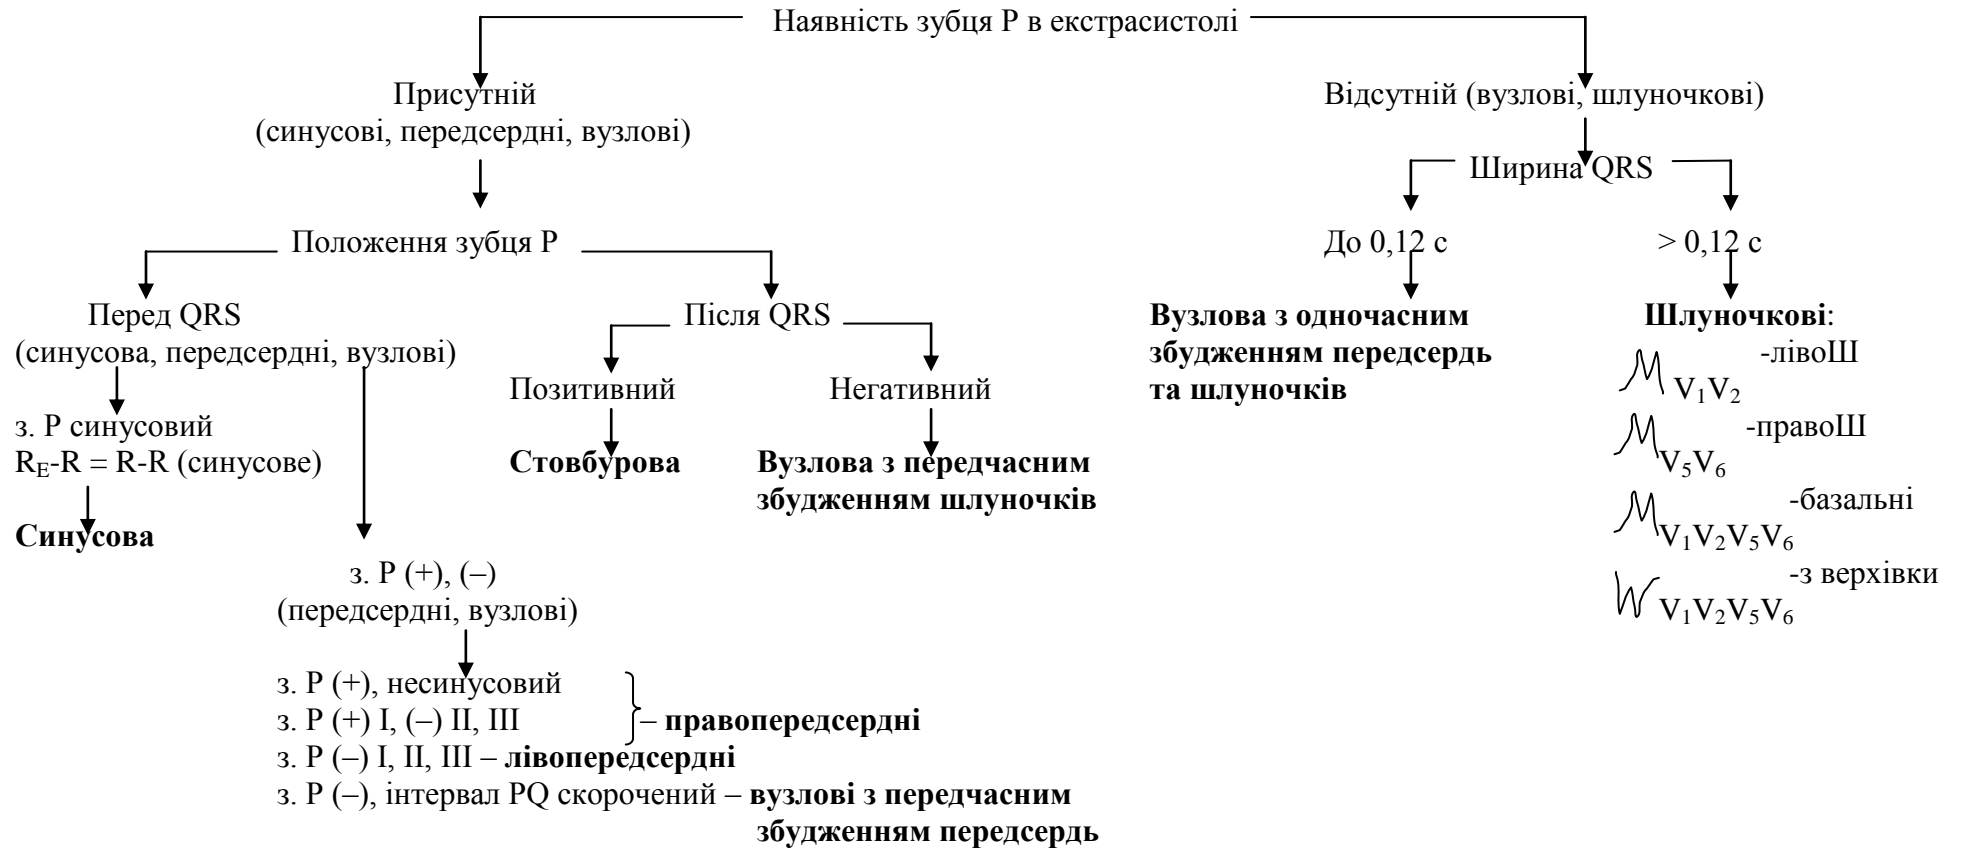 Наявність зубця Р в екстрасистолі
Присутній
(синусові, передсердні, вузлові)
Відсутній (вузлові, шлуночкові)
Ширина QRS
Положення зубця Р
До 0,12 с
> 0,12 с
Перед QRS
(синусова, передсердні, вузлові)
Після QRS
Вузлова з одночасним
збудженням передсердь
та шлуночків
Шлуночкові:
-лівоШ
V₁V₂
-правоШ
V₅V₆
-базальні
V₁V₂V₅V₆
-з верхівки
V₁V₂V₅V₆
Позитивний
Негативний
з. Р синусовий
R_E-R = R-R (синусове)
Стовбурова
Вузлова з передчасним
збудженням шлуночків
Синусова
з. Р (+), (–)
(передсердні, вузлові)
з. Р (+), несинусовий
з. Р (+) I, (–) II, III
– правопередсердні
з. Р (–) I, II, III – лівопередсердні
з. Р (–), інтервал PQ скорочений – вузлові з передчасним
збудженням передсердь